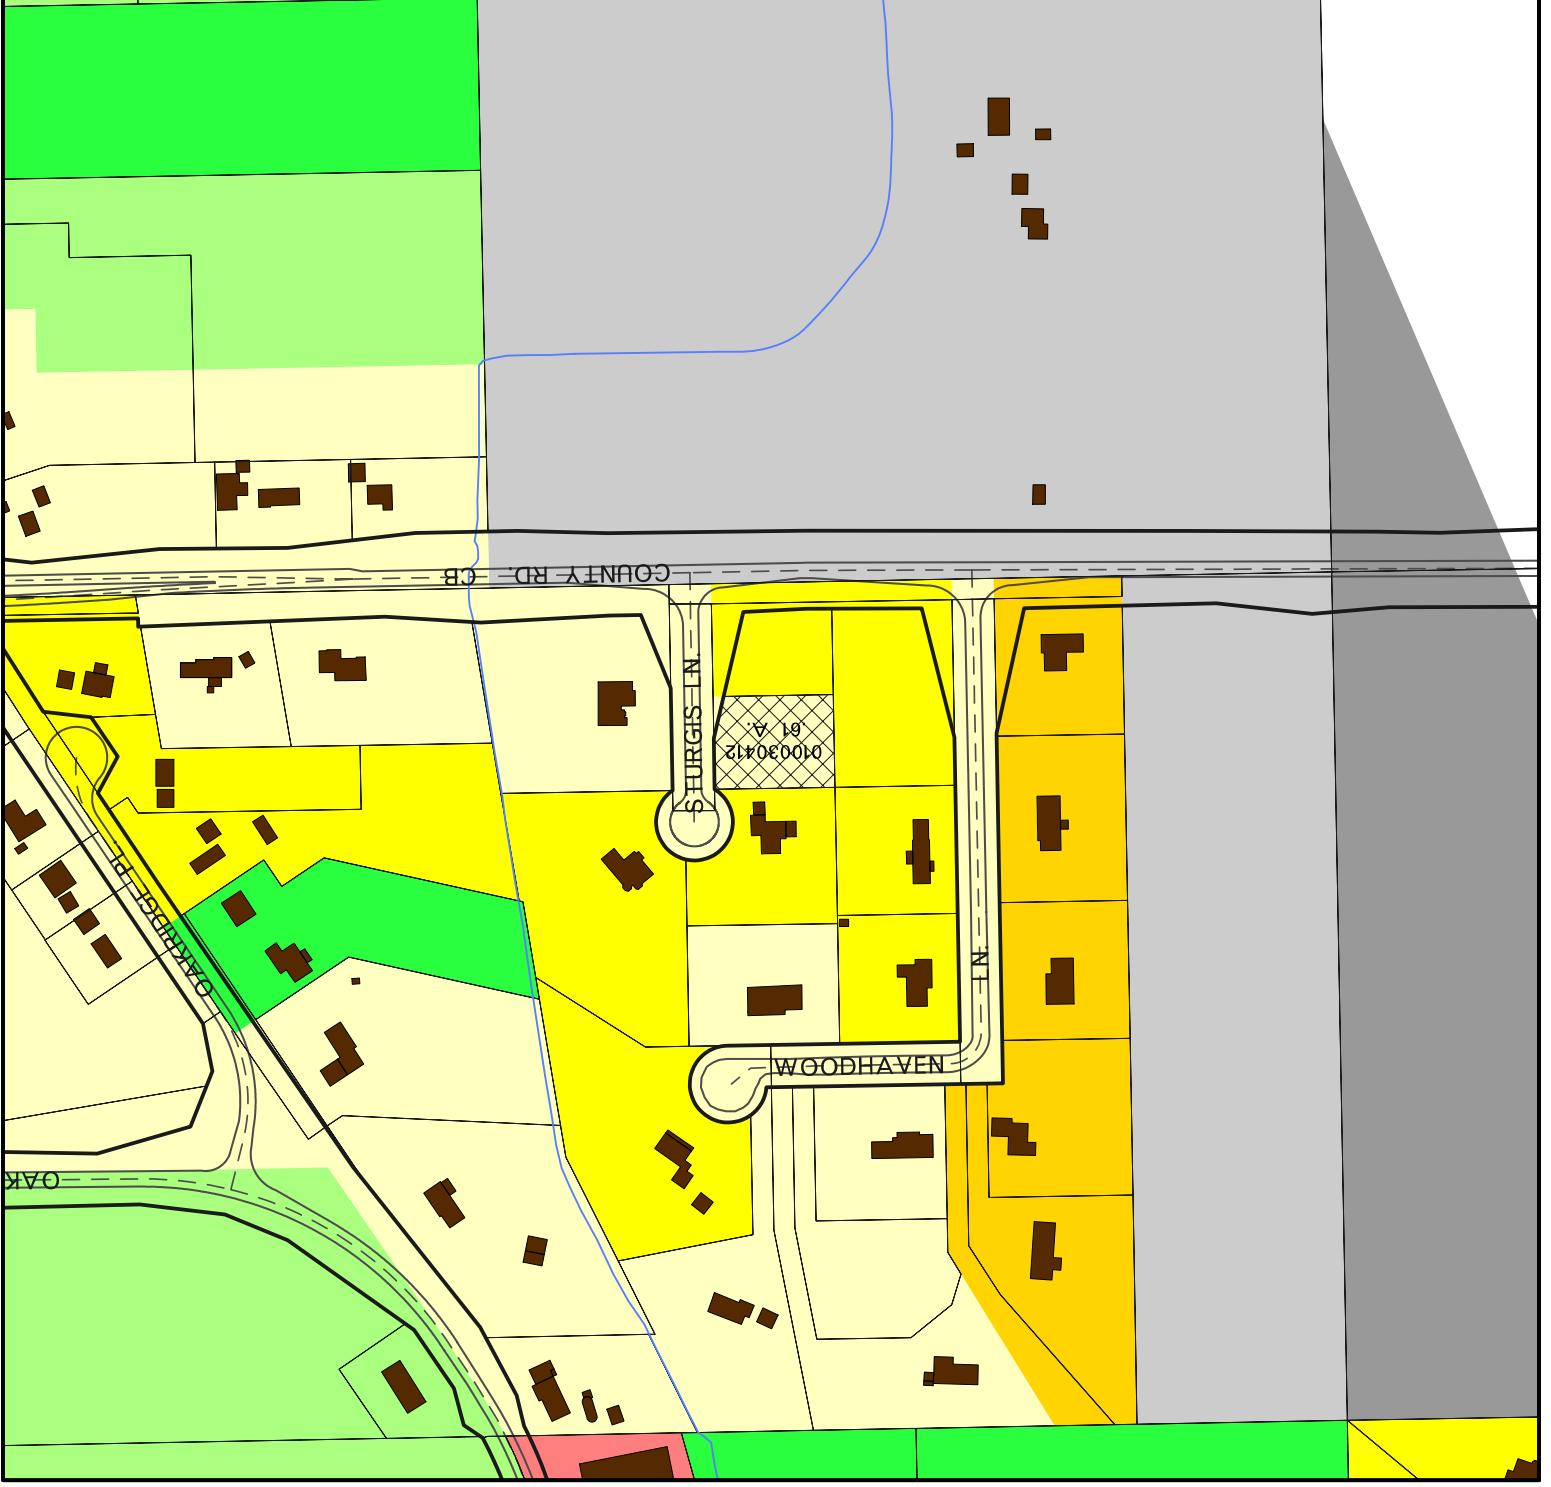 COUNTY RD. CB
STURGIS LN.
010030412
.61 A.
OAKRIDGE PL.
WOODHAVEN
LN.
OAK